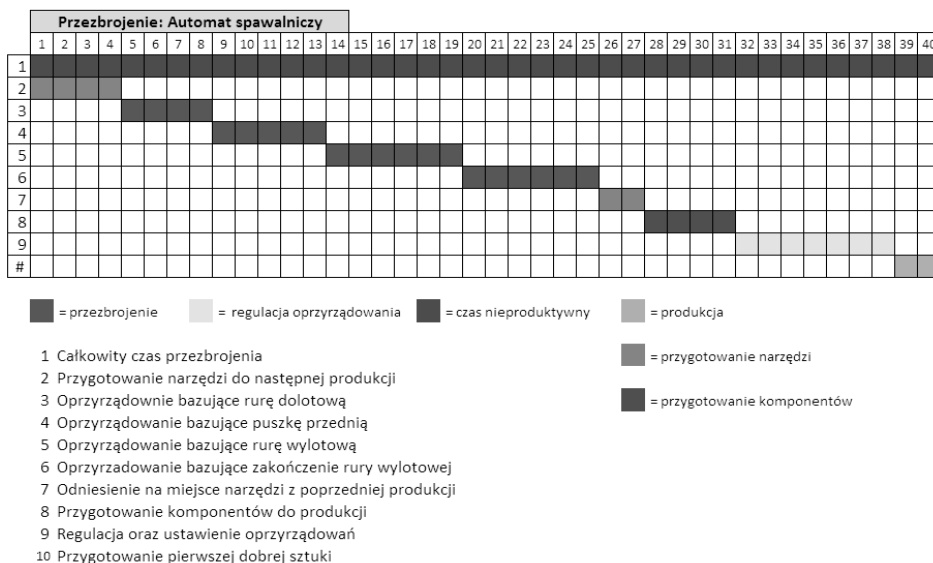 Przezbrojenie: Automat spawalniczy
1 2 3 4 5 6 7 8 9 10 11 12 13 14 15 16 17 18 19 20 21 22 23 24 25 26 27 28 29 30 31 32 33 34 35 36 37 38 39 40
1
2
3
4
5
6
7
8
9
#
= przezbrojenie = regulacja oprzyrządowania = czas nieproduktywny = produkcja
= przygotowanie narzędzi
= przygotowanie komponentów
1 Całkowity czas przezbrojenia
2 Przygotowanie narzędzi do następnej produkcji
3 Oprzyrządownie bazujące rurę dolotową
4 Oprzyrządowanie bazujące puszkę przednią
5 Oprzyrządowanie bazujące rurę wylotową
6 Oprzyrzadowanie bazujące zakończenie rury wylotowej
7 Odniesienie na miejsce narzędzi z poprzedniej produkcji
8 Przygotowanie komponentów do produkcji
9 Regulacja oraz ustawienie oprzyrządowań
10 Przygotowanie pierwszej dobrej sztuki